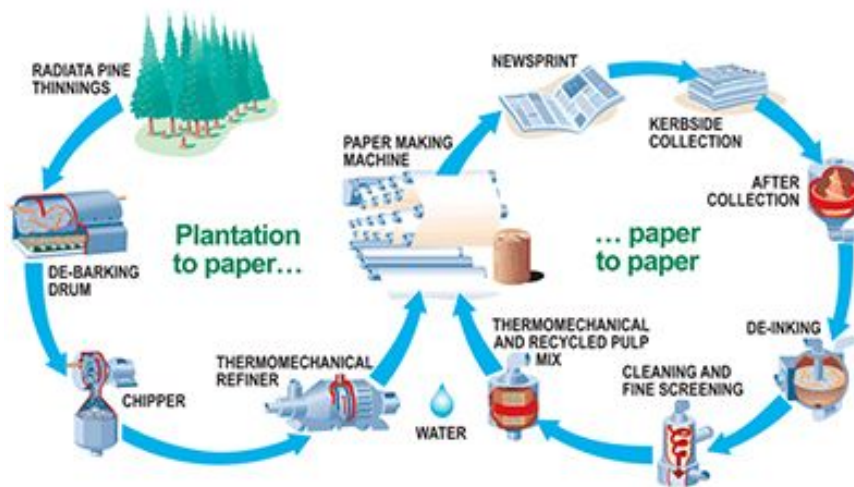 RADIATA PINE
THINNINGS
DE-BARKING
DRUM
CHIPPER
Plantation
to paper...
THERMOMECHANICAL
REFINER
WATER
PAPER MAKING
MACHINE
NEWSPRINT
KERBSIDE
COLLECTION
AFTER
COLLECTION
... paper
to paper
DE-INKING
CLEANING AND
FINE SCREENING
THERMOMECHANICAL
AND RECYCLED PULP
MIX